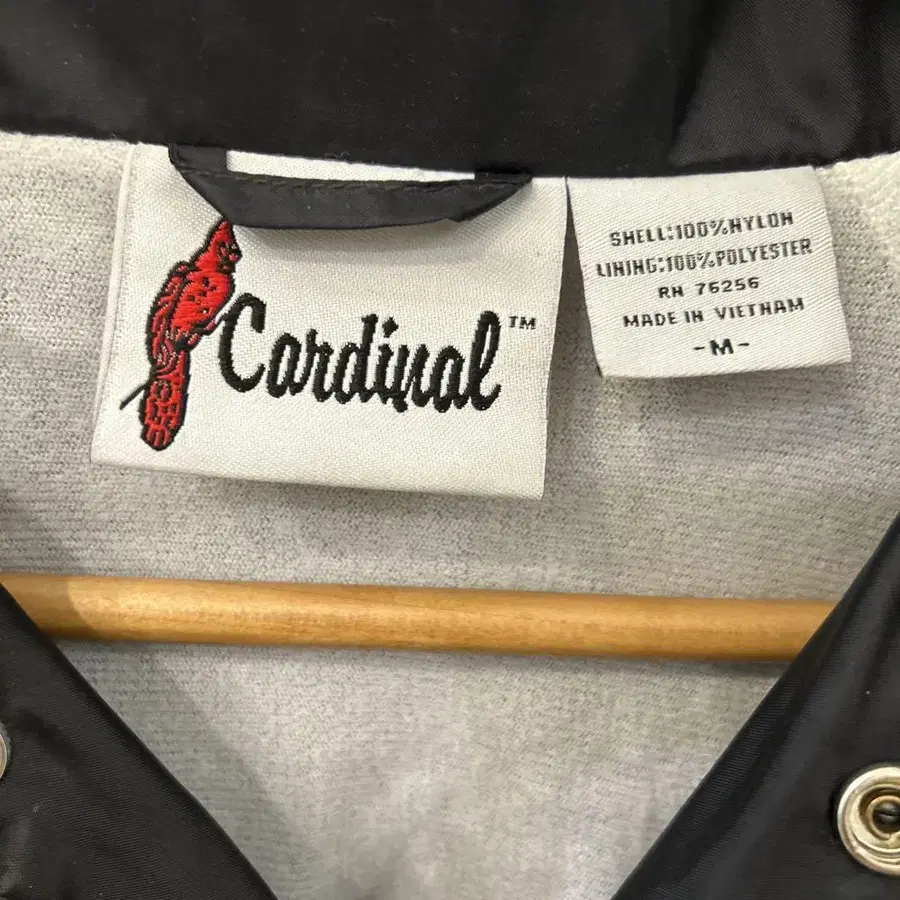 Cardinal™
SHELL:100%NYLON
LINING:100%POLYESTER
RN 76256
MADE IN VIETNAM
-M-